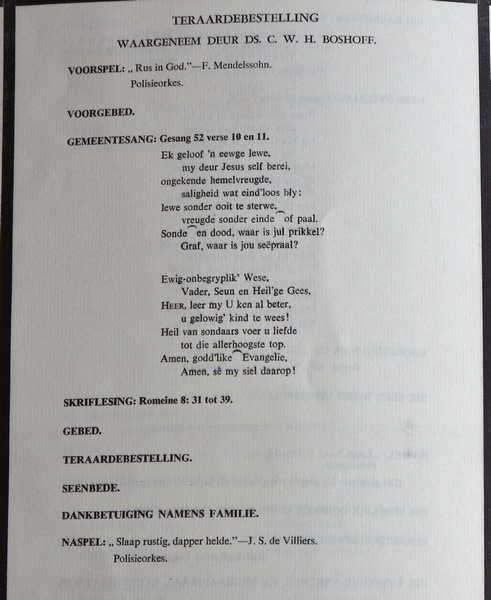 TERAARDEBESTELLING
WAARGENEEM DEUR DS. C. W. H. BOSHOFF.
VOORSPEL: „ Rus in God.”—F. Mendelssohn.
Polisieorkes.
VOORGEBED.
GEMEENTESANG: Gesang 52 verse 10 en 11.
Ek geloof 'n eewge lewe,
my deur Jesus self berei,
ongekende hemelvreugde,
saligheid wat eind'loos bly:
lewe sonder ooit te sterwe,
vreugde sonder einde⁀of paal.
Sonde⁀en dood, waar is jul prikkel?
Graf, waar is jou seëpraal?
Ewig-onbegryplik' Wese,
Vader, Seun en Heil'ge Gees,
HEER, leer my U ken al beter,
u gelowig' kind te wees!
Heil van sondaars voer u liefde
tot die allerhoogste top.
Amen, godd'like⁀Evangelie,
Amen, sê my siel daarop!
SKRIFLESING: Romeine 8: 31 tot 39.
GEBED.
TERAARDEBESTELLING.
SEENBEDE.
DANKBETUIGING NAMENS FAMILIE.
NASPEL: „ Slaap rustig, dapper helde.”—J. S. de Villiers.
Polisieorkes.